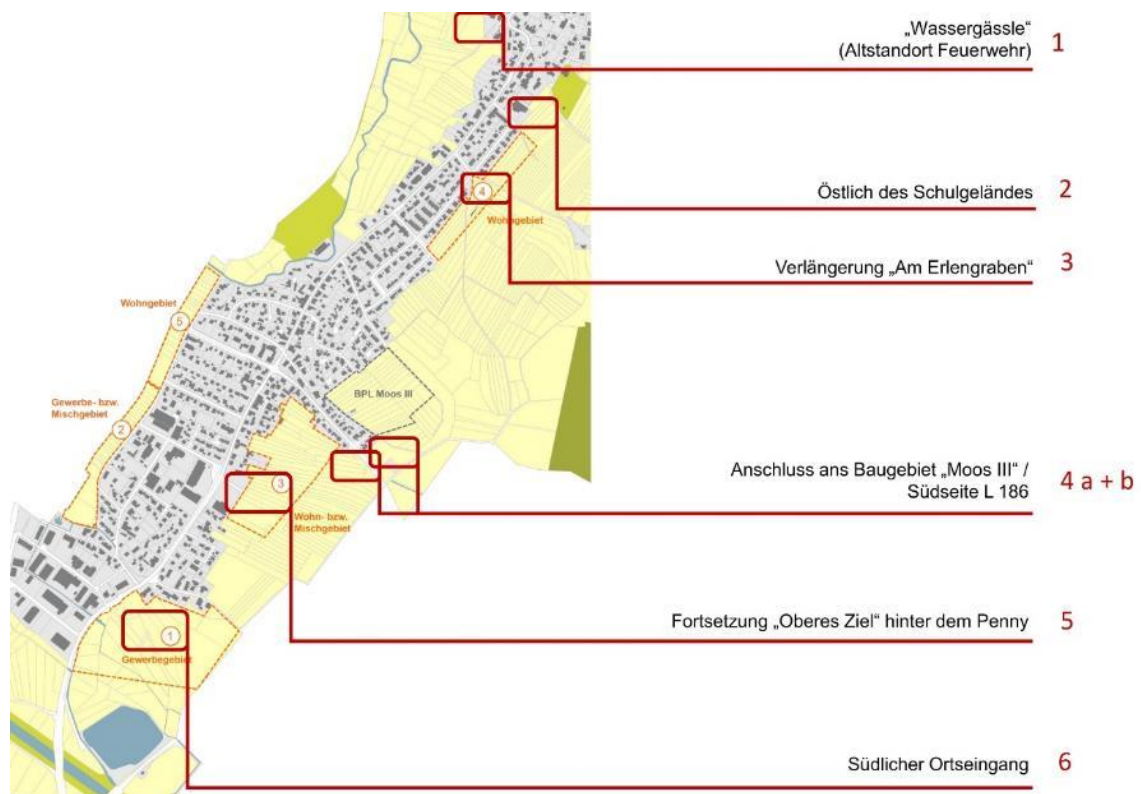 „Wassergässle“
(Altstandort Feuerwehr)
1
Östlich des Schulgeländes
2
4
Wohngebiet
Verlängerung „Am Erlengraben“
3
Wohngebiet
5
Gewerbe- bzw.
Mischgebiet
2
BPL Moos III
Anschluss ans Baugebiet „Moos III“ /
Südseite L 186
4 a + b
3
Wohn- bzw.
Mischgebiet
Fortsetzung „Oberes Ziel“ hinter dem Penny
5
1
Gewerbegebiet
Südlicher Ortseingang
6